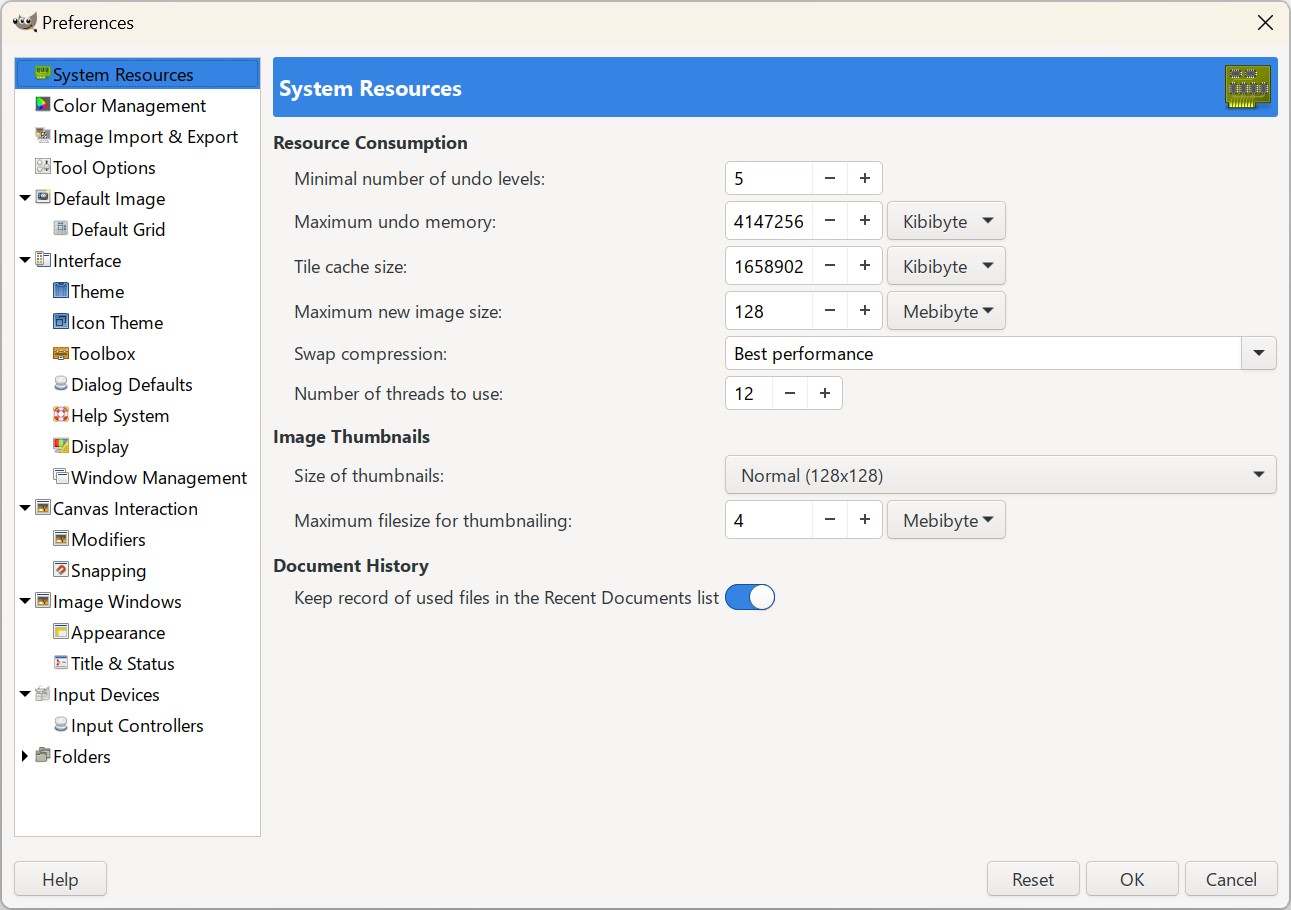 Preferences
System Resources
Color Management
Image Import & Export
Tool Options
Default Image
Default Grid
Interface
Theme
Icon Theme
Toolbox
Dialog Defaults
Help System
Display
Window Management
Canvas Interaction
Modifiers
Snapping
Image Windows
Appearance
Title & Status
Input Devices
Input Controllers
Folders
System Resources
Resource Consumption
Minimal number of undo levels: 5
Maximum undo memory: 4147256 Kibibyte
Tile cache size: 1658902 Kibibyte
Maximum new image size: 128 Mebibyte
Swap compression: Best performance
Number of threads to use: 12
Image Thumbnails
Size of thumbnails: Normal (128x128)
Maximum filesize for thumbnailing: 4 Mebibyte
Document History
Keep record of used files in the Recent Documents list
Help Reset OK Cancel